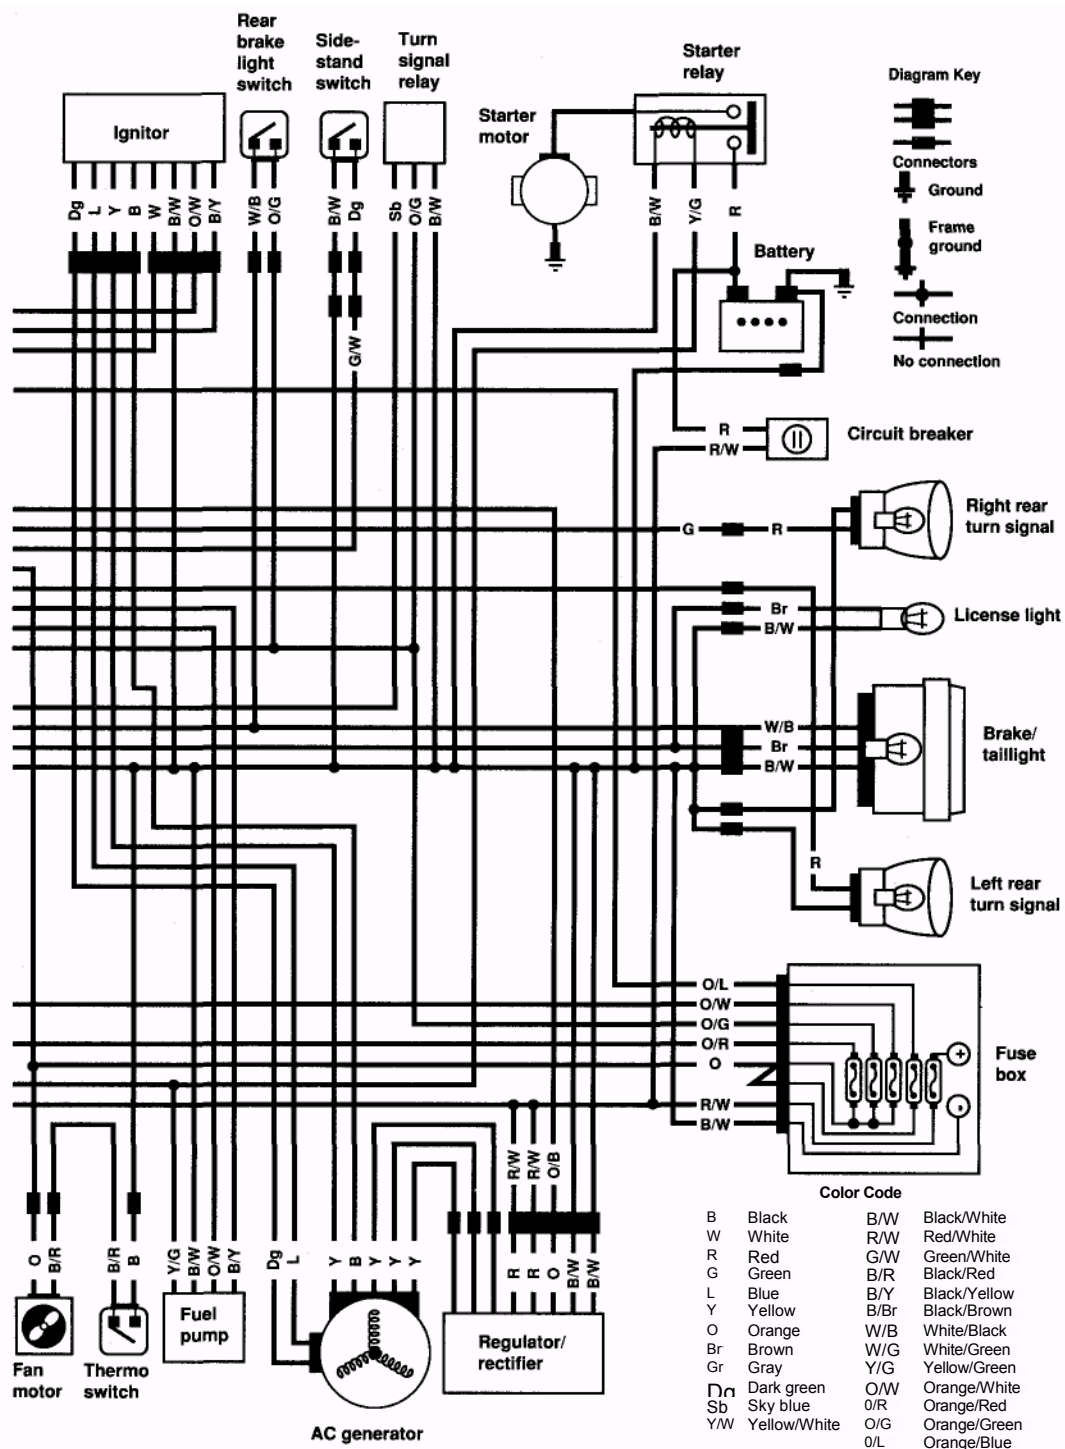 Rear
brake
light
switch
Side-
stand
switch
Turn
signal
relay
Starter
relay
Diagram Key
Ignitor
Starter
motor
Connectors
Ground
Dg
L
Y
B
W
B/W
O/W
B/Y
W/B
O/G
B/W
Dg
Sb
O/G
B/W
B/W
Y/G
R
Frame
ground
Battery
Connection
G/W
No connection
R
R/W
Circuit breaker
Right rear
turn signal
G
R
Br
B/W
License light
W/B
Br
B/W
Brake/
taillight
R
Left rear
turn signal
O/L
O/W
O/G
O/R
O
R/W
B/W
+
-
Fuse
box
R/W
R/W
O/B
O
B/R
B/R
B
Y/G
B/W
O/W
B/Y
Dg
L
Y
B
Y
Y
Y
R
R
O
B/W
B/W
Fan
motor
Thermo
switch
Fuel
pump
AC generator
Regulator/
rectifier
Color Code
B Black B/W Black/White
W White R/W Red/White
R Red G/W Green/White
G Green B/R Black/Red
L Blue B/Y Black/Yellow
Y Yellow B/Br Black/Brown
O Orange W/B White/Black
Br Brown W/G White/Green
Gr Gray Y/G Yellow/Green
Dg Dark green O/W Orange/White
Sb Sky blue 0/R Orange/Red
Y/W Yellow/White O/G Orange/Green
0/L Orange/Blue